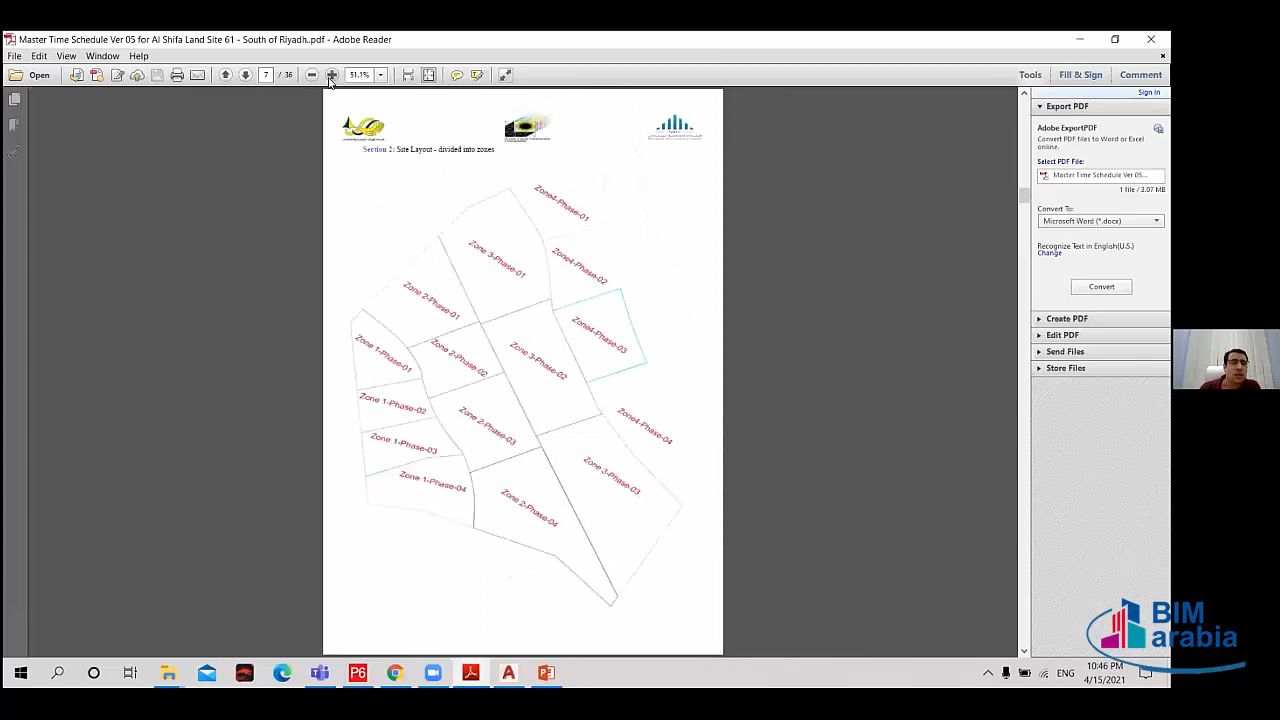 Master Time Schedule Ver 05 for Al Shifa Land Site 61 - South of Riyadh..pdf - Adobe Reader
File Edit View Window Help
Open 7 / 36 51.1% Tools Fill & Sign Comment
Sign In
Export PDF
Adobe ExportPDF
Convert PDF files to Word or Excel online.
Select PDF File:
Master Time Schedule Ver 05...
1 file / 3.07 MB
Convert To:
Microsoft Word (*.docx)
Recognize Text in English(U.S.)
Change
Convert
Create PDF
Edit PDF
Send Files
Store Files
Section 2: Site Layout - divided into zones
Zone4-Phase-01
Zone 3-Phase-01
Zone4-Phase-02
Zone 2-Phase-01
Zone4-Phase-03
Zone 1-Phase-01
Zone 2-Phase-02
Zone 3-Phase-02
Zone 1-Phase-02
Zone 2-Phase-03
Zone4-Phase-04
Zone 1-Phase-03
Zone 1-Phase-04
Zone 3-Phase-03
Zone 2-Phase-04
BIM
arabia
P6
ENG
10:46 PM
4/15/2021